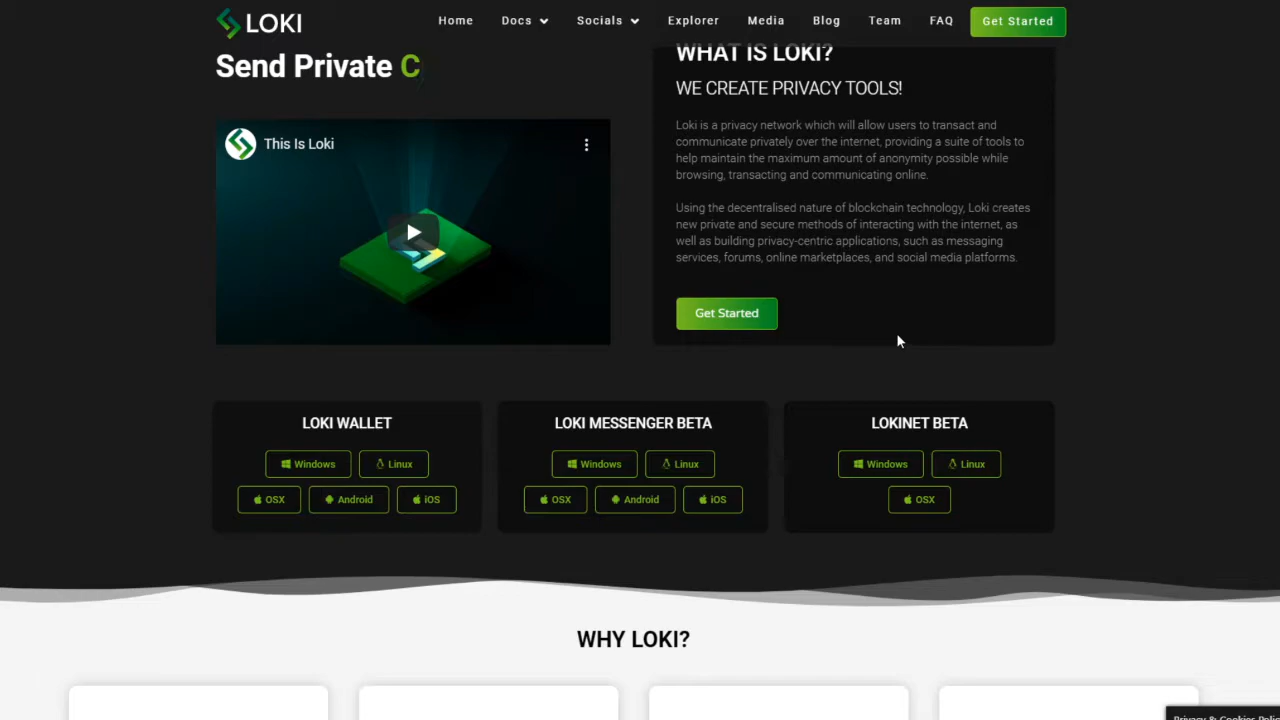 LOKI
Home Docs Socials Explorer Media Blog Team FAQ Get Started
Send Private C
This Is Loki
WHAT IS LOKI?
WE CREATE PRIVACY TOOLS!
Loki is a privacy network which will allow users to transact and
communicate privately over the internet, providing a suite of tools to
help maintain the maximum amount of anonymity possible while
browsing, transacting and communicating online.
Using the decentralised nature of blockchain technology, Loki creates
new private and secure methods of interacting with the internet, as
well as building privacy-centric applications, such as messaging
services, forums, online marketplaces, and social media platforms.
Get Started
LOKI WALLET
Windows Linux
OSX Android iOS
LOKI MESSENGER BETA
Windows Linux
OSX Android iOS
LOKINET BETA
Windows Linux
OSX
WHY LOKI?
Privacy & Cookies Policy